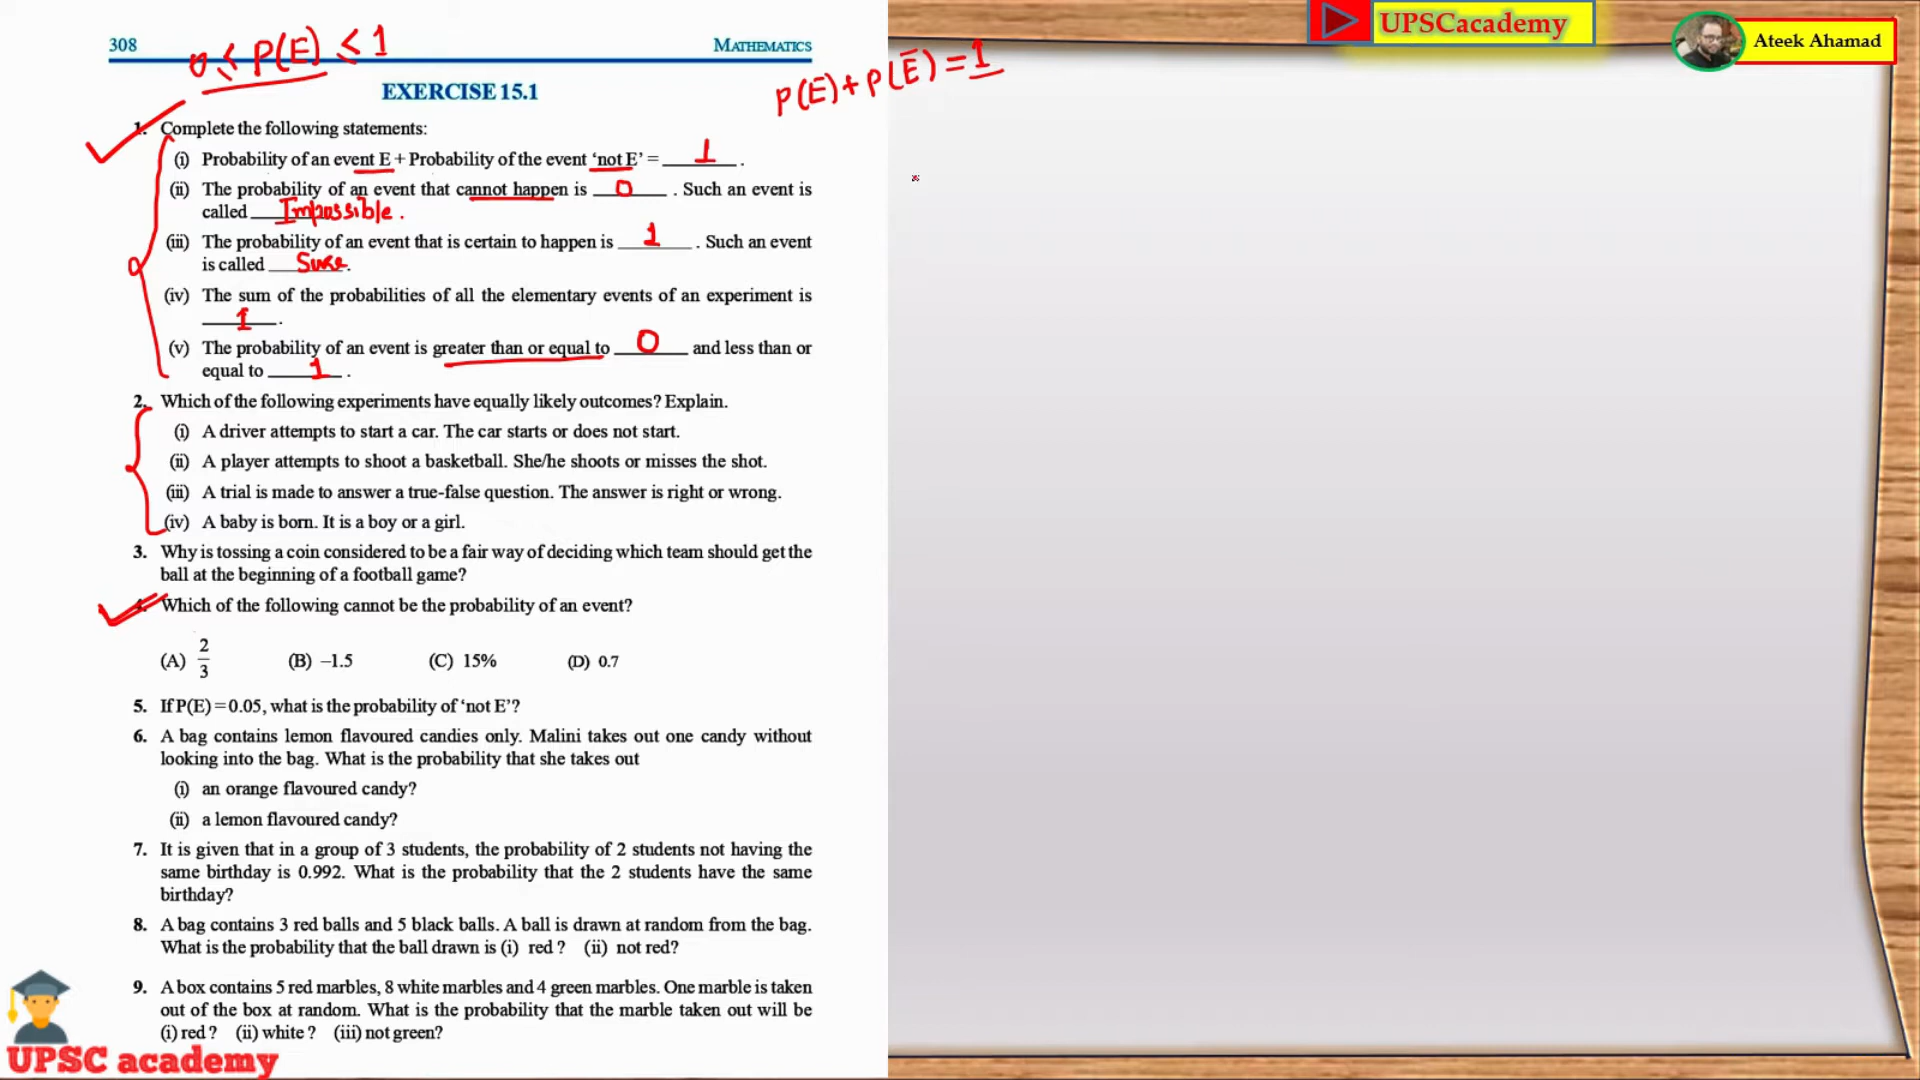 UPSCacademy
Ateek Ahamad
308
0 ≤ P(E) ≤ 1
MATHEMATICS
P(E)+P(Ē)=1
EXERCISE 15.1
1. Complete the following statements:
(i) Probability of an event E + Probability of the event ‘not E’ = 1 .
(ii) The probability of an event that cannot happen is 0 . Such an event is
called Impossible .
(iii) The probability of an event that is certain to happen is 1 . Such an event
is called Sure .
(iv) The sum of the probabilities of all the elementary events of an experiment is
1 .
(v) The probability of an event is greater than or equal to 0 and less than or
equal to 1 .
2. Which of the following experiments have equally likely outcomes? Explain.
(i) A driver attempts to start a car. The car starts or does not start.
(ii) A player attempts to shoot a basketball. She/he shoots or misses the shot.
(iii) A trial is made to answer a true-false question. The answer is right or wrong.
(iv) A baby is born. It is a boy or a girl.
3. Why is tossing a coin considered to be a fair way of deciding which team should get the
ball at the beginning of a football game?
4. Which of the following cannot be the probability of an event?
(A) 2/3 (B) –1.5 (C) 15% (D) 0.7
5. If P(E) = 0.05, what is the probability of ‘not E’?
6. A bag contains lemon flavoured candies only. Malini takes out one candy without
looking into the bag. What is the probability that she takes out
(i) an orange flavoured candy?
(ii) a lemon flavoured candy?
7. It is given that in a group of 3 students, the probability of 2 students not having the
same birthday is 0.992. What is the probability that the 2 students have the same
birthday?
8. A bag contains 3 red balls and 5 black balls. A ball is drawn at random from the bag.
What is the probability that the ball drawn is (i) red ? (ii) not red?
9. A box contains 5 red marbles, 8 white marbles and 4 green marbles. One marble is taken
out of the box at random. What is the probability that the marble taken out will be
(i) red ? (ii) white ? (iii) not green?
UPSC academy